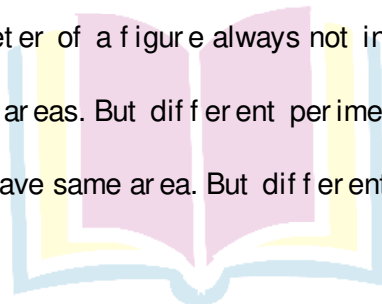 eter of a figure always not in
areas. But different perime
ave same area. But different